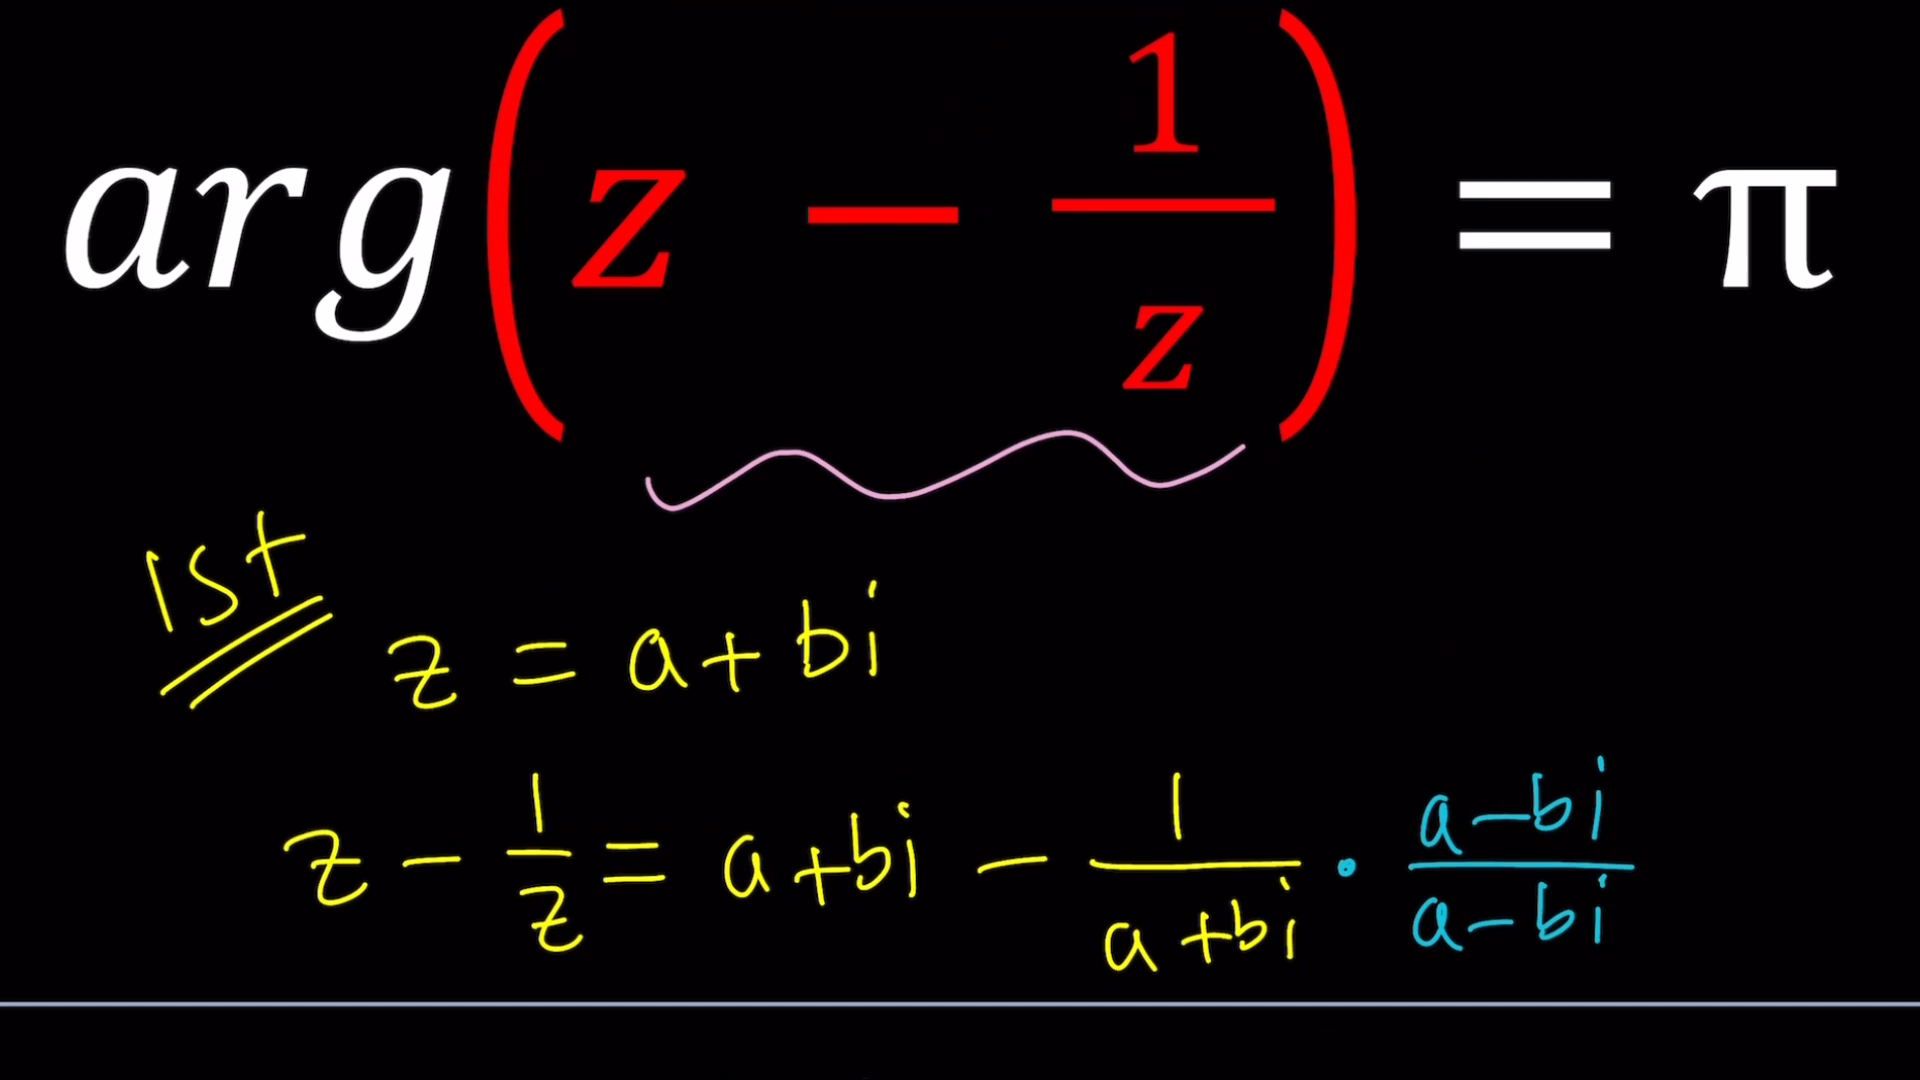 arg(z − 1/z) = π
1st
z = a + bi
z − 1/z = a + bi − 1/(a + bi) · (a − bi)/(a − bi)